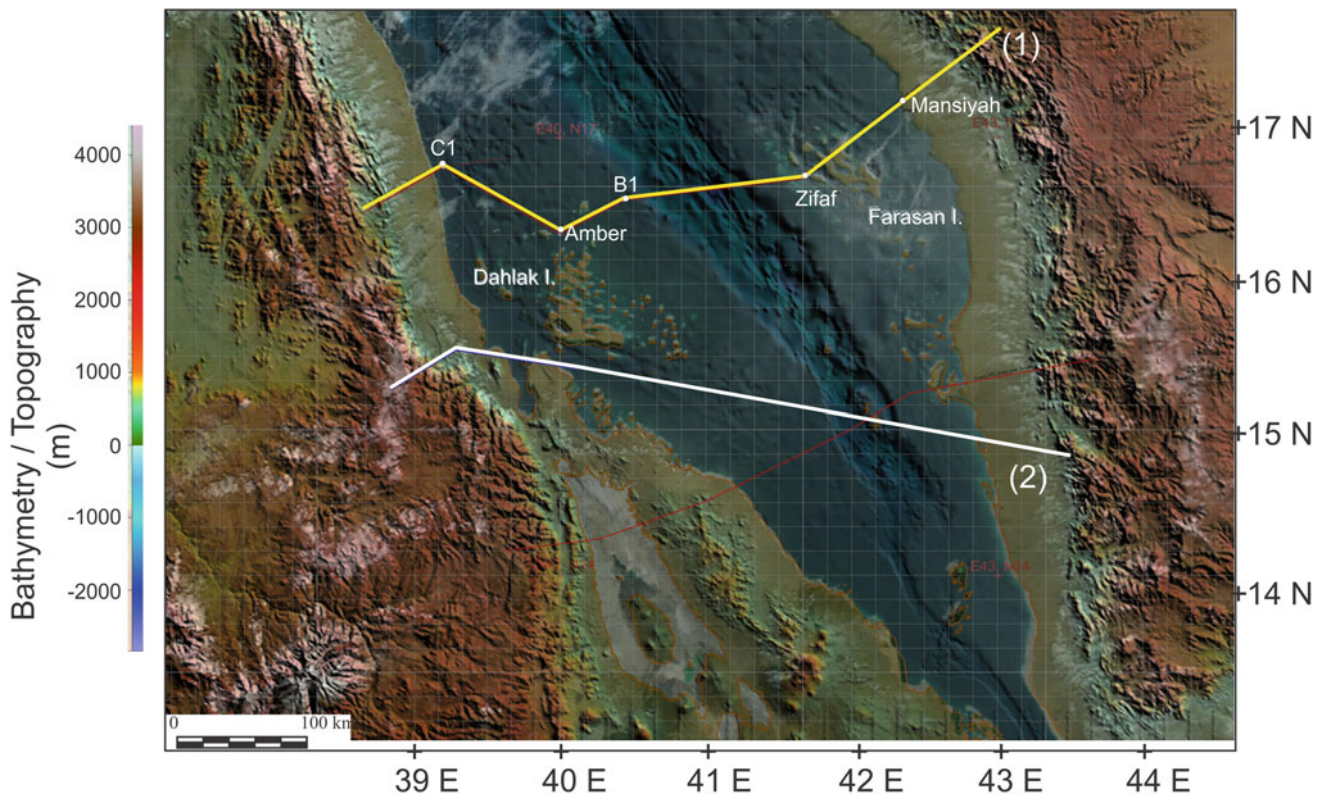 (1)
Mansiyah
17 N
E40, N17
4000
C1
B1
Zifaf
3000
Farasan I.
Amber
2000
Dahlak I.
16 N
1000
0
Bathymetry / Topography
(m)
15 N
-1000
(2)
-2000
E43, N14
14 N
0 100 km
39 E 40 E 41 E 42 E 43 E 44 E